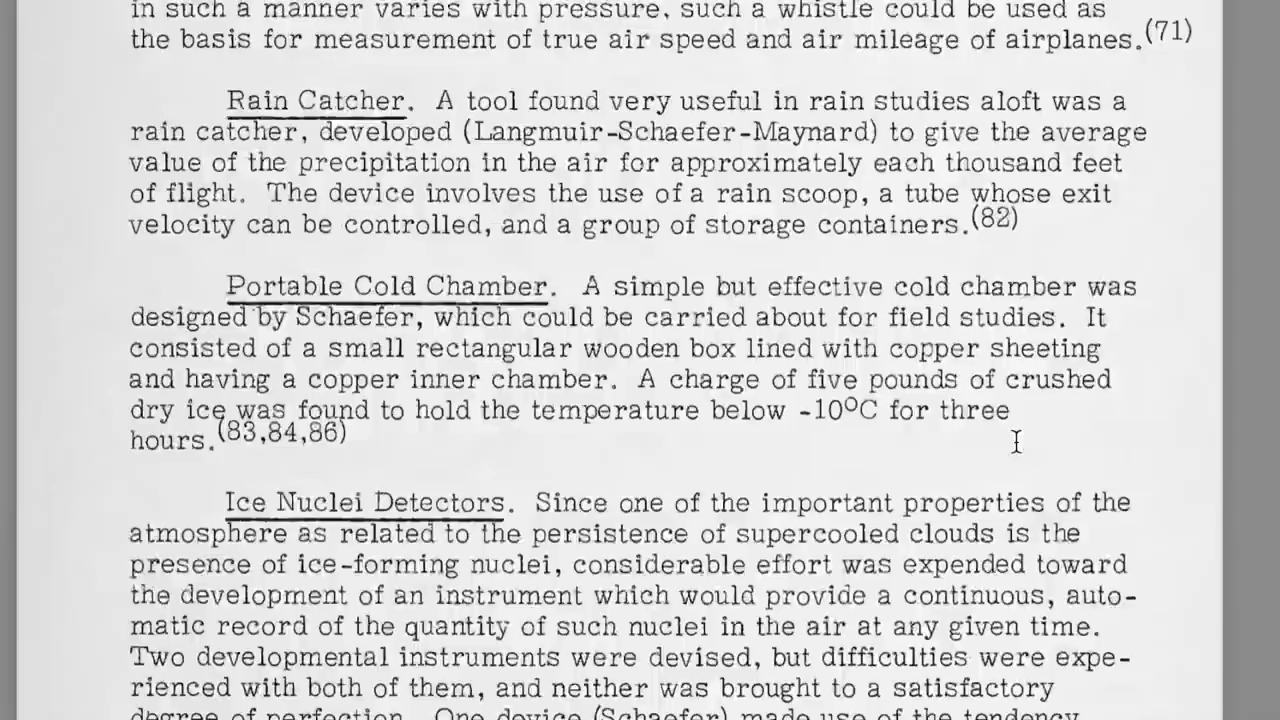 in such a manner varies with pressure, such a whistle could be used as
the basis for measurement of true air speed and air mileage of airplanes.(71)
Rain Catcher. A tool found very useful in rain studies aloft was a
rain catcher, developed (Langmuir-Schaefer-Maynard) to give the average
value of the precipitation in the air for approximately each thousand feet
of flight. The device involves the use of a rain scoop, a tube whose exit
velocity can be controlled, and a group of storage containers.(82)
Portable Cold Chamber. A simple but effective cold chamber was
designed by Schaefer, which could be carried about for field studies. It
consisted of a small rectangular wooden box lined with copper sheeting
and having a copper inner chamber. A charge of five pounds of crushed
dry ice was found to hold the temperature below -10°C for three
hours.(83,84,86)
Ice Nuclei Detectors. Since one of the important properties of the
atmosphere as related to the persistence of supercooled clouds is the
presence of ice-forming nuclei, considerable effort was expended toward
the development of an instrument which would provide a continuous, auto-
matic record of the quantity of such nuclei in the air at any given time.
Two developmental instruments were devised, but difficulties were expe-
rienced with both of them, and neither was brought to a satisfactory
degree of perfection. One device (Schaefer) made use of the tendency